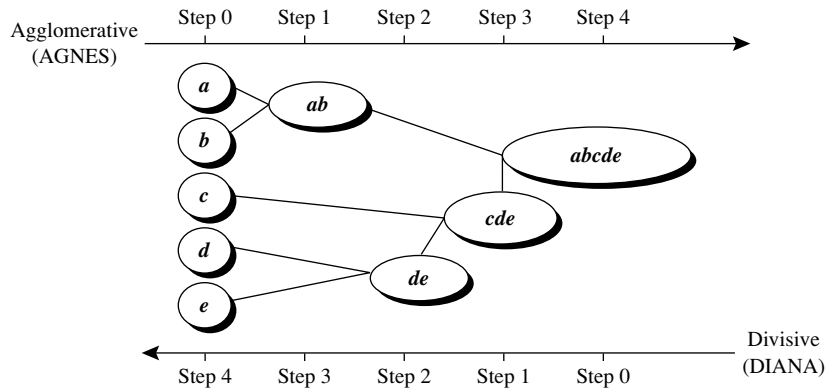 Step 0 Step 1 Step 2 Step 3 Step 4
Agglomerative
(AGNES)
a
ab
b
abcde
c
cde
d
de
e
Divisive
(DIANA)
Step 4 Step 3 Step 2 Step 1 Step 0